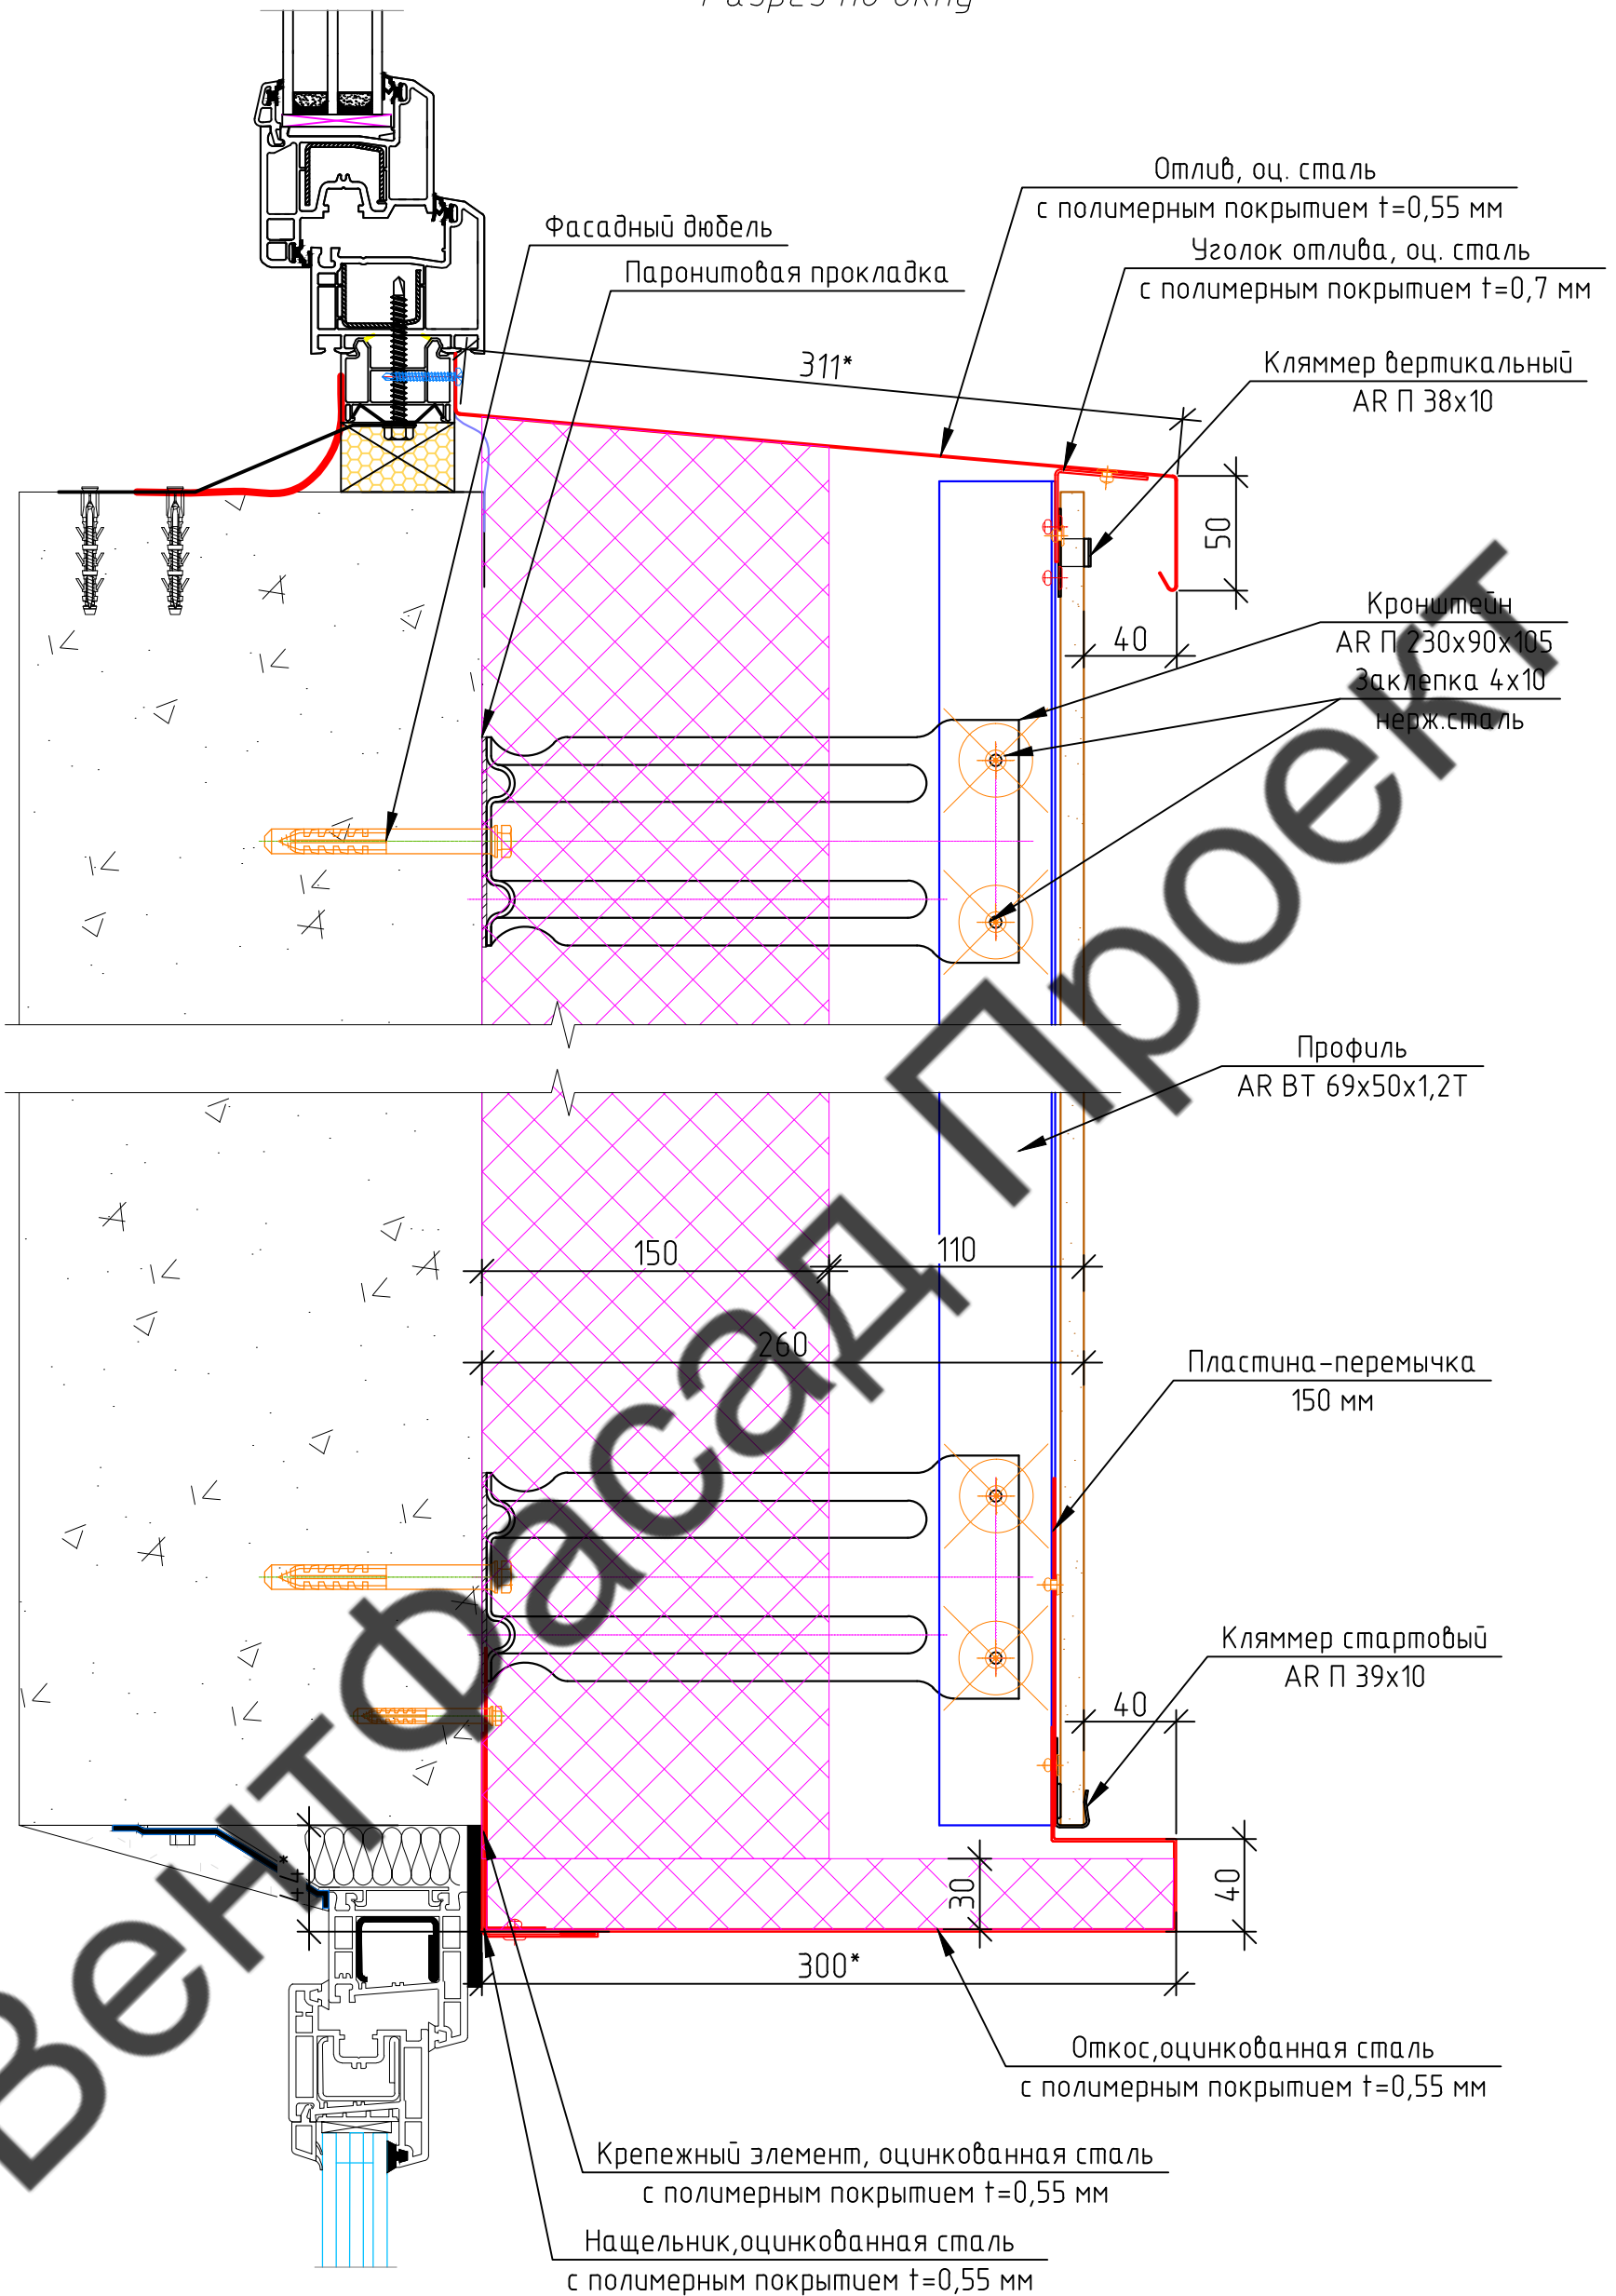 Разрез по окну
Отлив, оц. сталь
с полимерным покрытием t=0,55 мм
Фасадный дюбель
Уголок отлива, оц. сталь
с полимерным покрытием t=0,7 мм
Паронитовая прокладка
311*
Кляммер вертикальный
AR П 38х10
50
Кронштейн
AR П 230х90х105
40
Заклепка 4х10
нерж.сталь
Профиль
AR ВТ 69х50х1,2Т
150
110
260
Пластина-перемычка
150 мм
Кляммер стартовый
AR П 39х10
40
44*
30
40
300*
Откос,оцинкованная сталь
с полимерным покрытием t=0,55 мм
Крепежный элемент, оцинкованная сталь
с полимерным покрытием t=0,55 мм
Нащельник,оцинкованная сталь
с полимерным покрытием t=0,55 мм
ВентФасад Проект